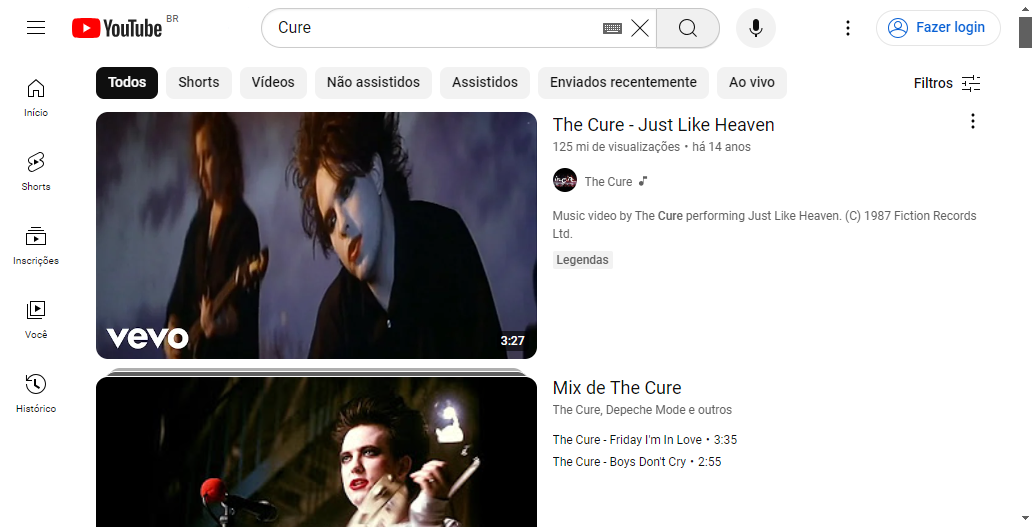 YouTube BR
Cure
Fazer login
Todos
Shorts
Vídeos
Não assistidos
Assistidos
Enviados recentemente
Ao vivo
Filtros
Início
Shorts
Inscrições
Você
Histórico
vevo
3:27
The Cure - Just Like Heaven
125 mi de visualizações • há 14 anos
The Cure
Music video by The Cure performing Just Like Heaven. (C) 1987 Fiction Records
Ltd.
Legendas
Mix de The Cure
The Cure, Depeche Mode e outros
The Cure - Friday I'm In Love • 3:35
The Cure - Boys Don't Cry • 2:55